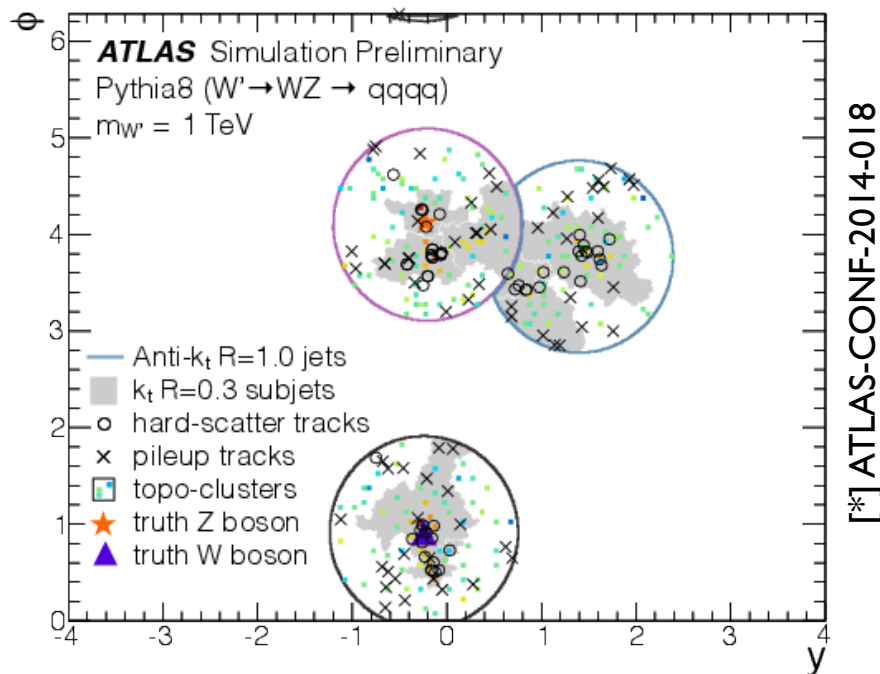 ϕ
6
5
4
3
2
1
0
ATLAS Simulation Preliminary
Pythia8 (W' → WZ → qqqq)
m_W' = 1 TeV
Anti-k_t R=1.0 jets
k_t R=0.3 subjets
hard-scatter tracks
pileup tracks
topo-clusters
truth Z boson
truth W boson
-4 -3 -2 -1 0 1 2 3 4
y
[*] ATLAS-CONF-2014-018